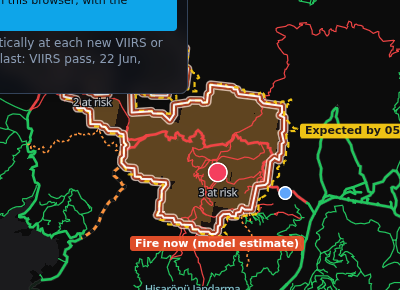 n this browser, with the
tically at each new VIIRS or
last: VIIRS pass, 22 Jun,
2 at risk
Expected by 05
3 at risk
Fire now (model estimate)
Hisarönü Jandarma